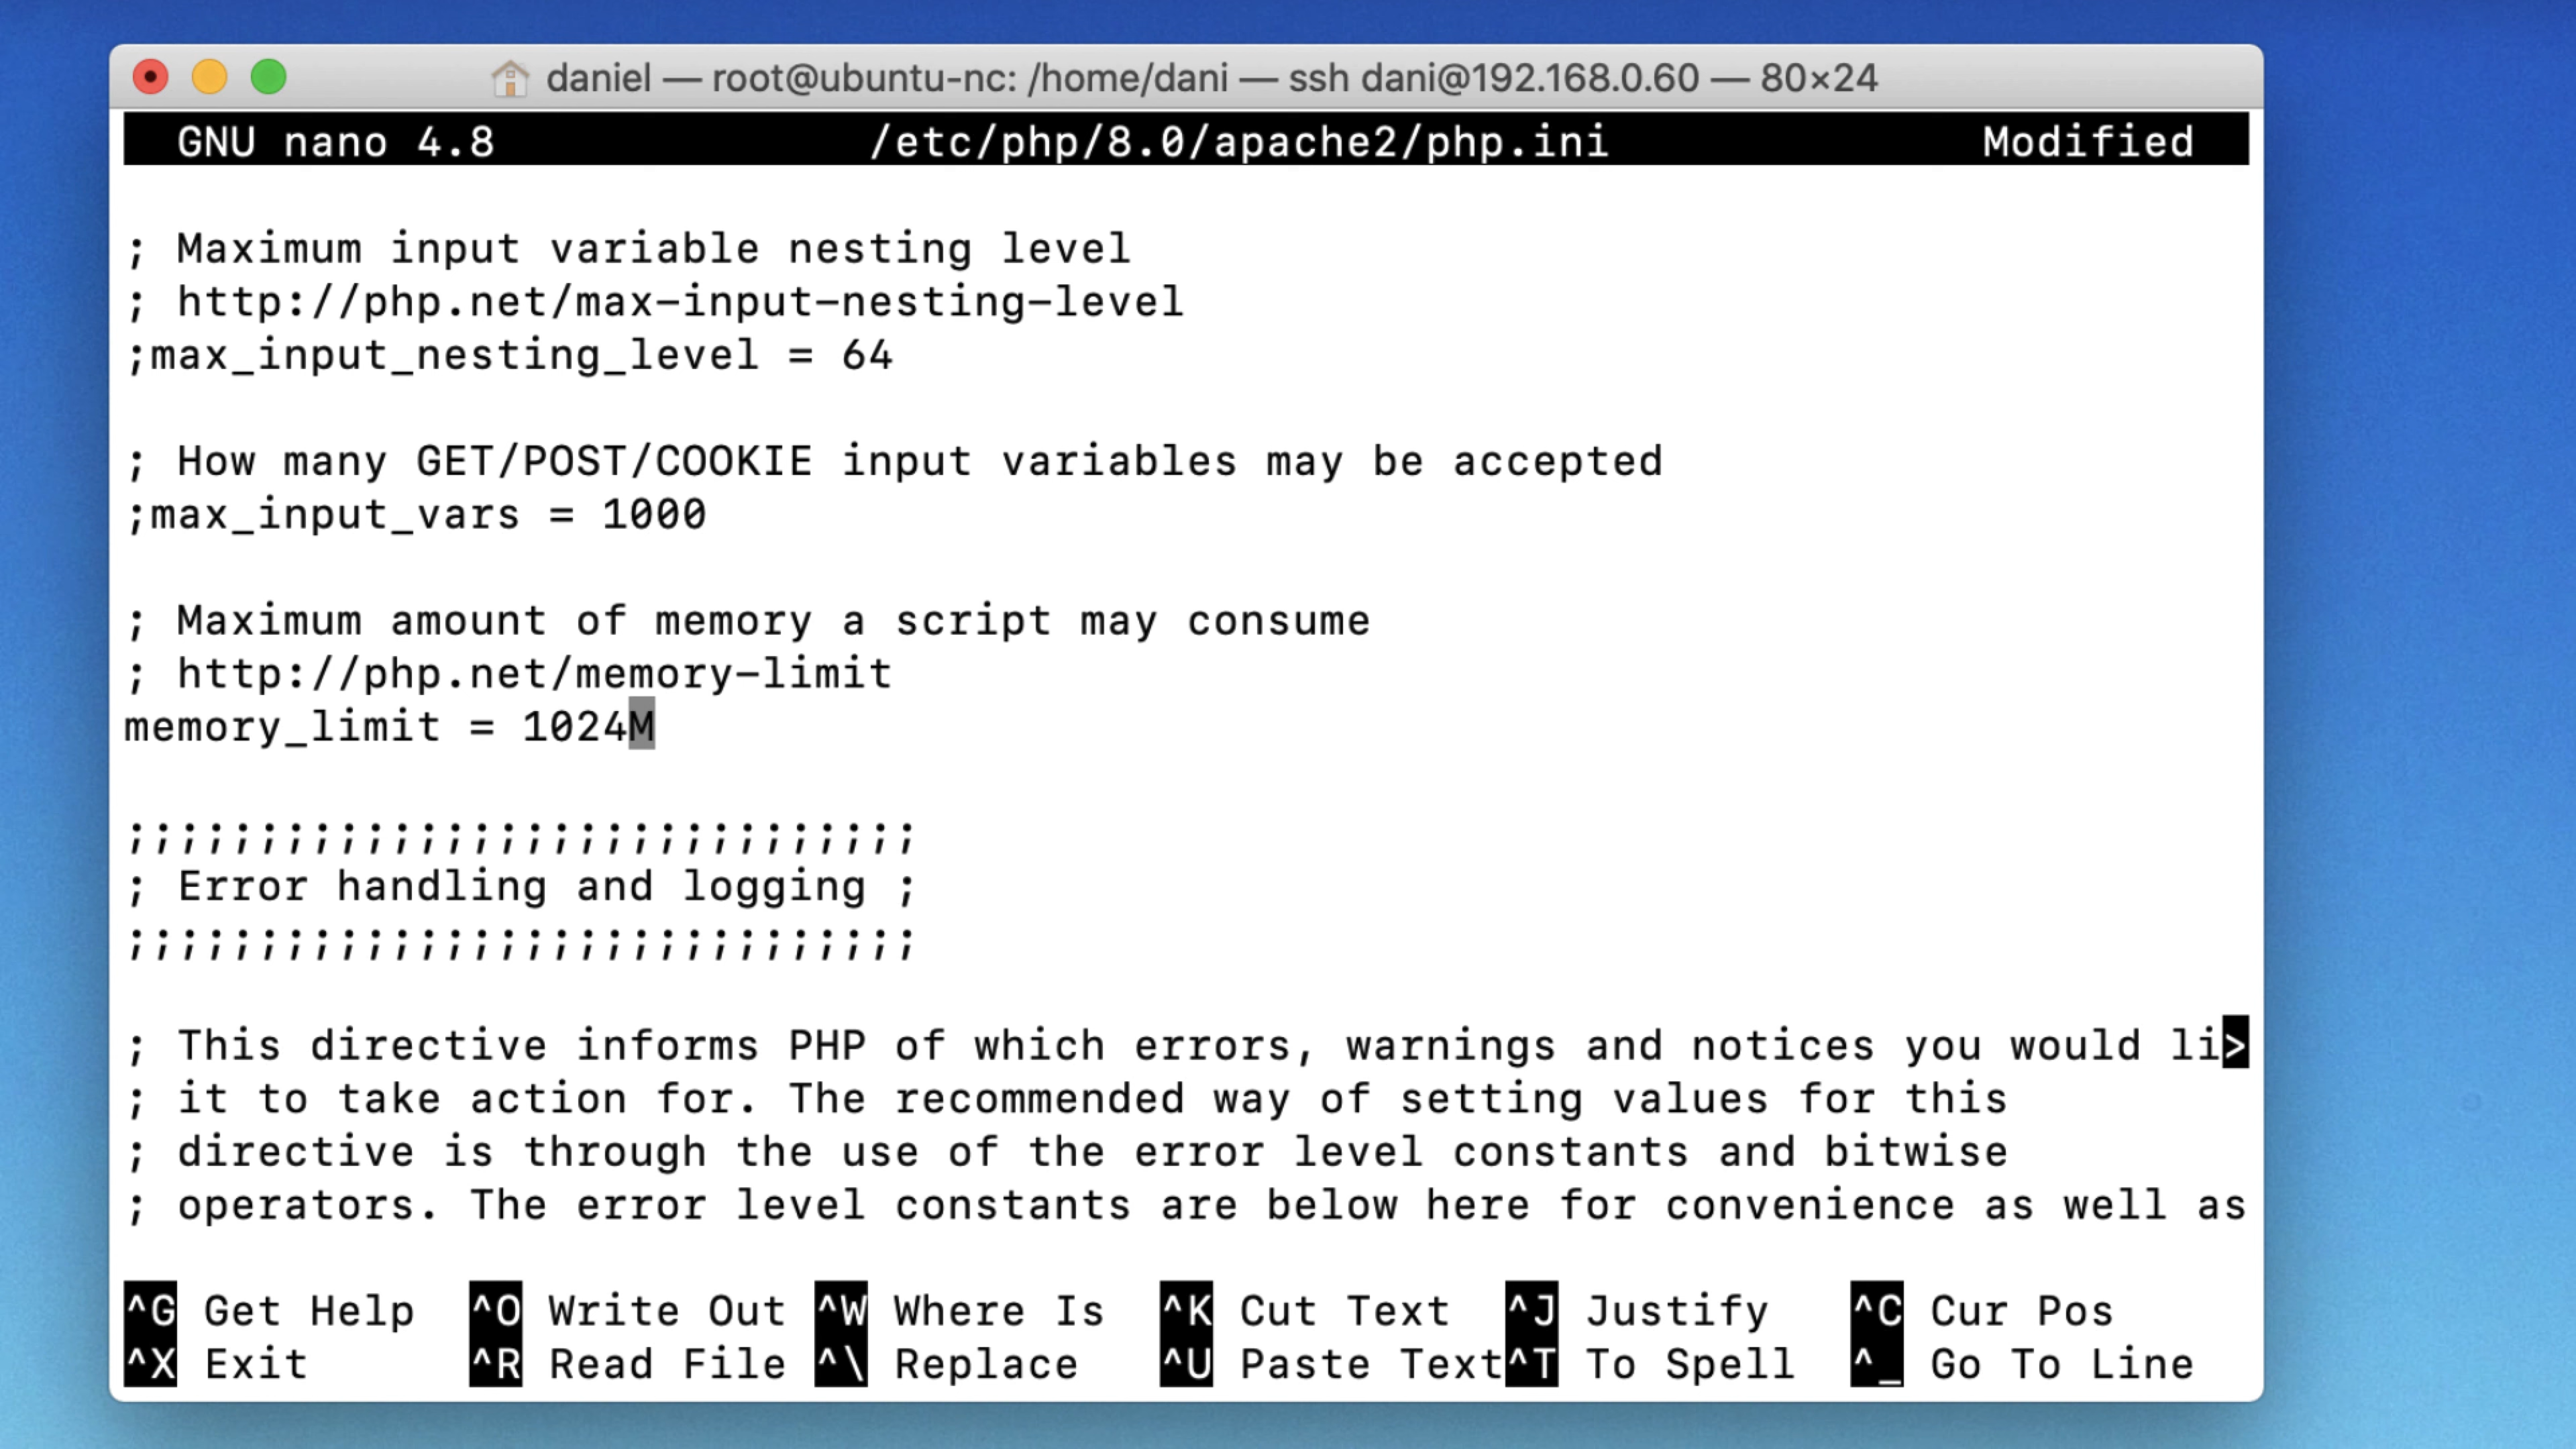 daniel — root@ubuntu-nc: /home/dani — ssh dani@192.168.0.60 — 80×24
GNU nano 4.8 /etc/php/8.0/apache2/php.ini Modified
; Maximum input variable nesting level
; http://php.net/max-input-nesting-level
;max_input_nesting_level = 64
; How many GET/POST/COOKIE input variables may be accepted
;max_input_vars = 1000
; Maximum amount of memory a script may consume
; http://php.net/memory-limit
memory_limit = 1024M
;;;;;;;;;;;;;;;;;;;;;;;;;;;;;;
; Error handling and logging ;
;;;;;;;;;;;;;;;;;;;;;;;;;;;;;;
; This directive informs PHP of which errors, warnings and notices you would li>
; it to take action for. The recommended way of setting values for this
; directive is through the use of the error level constants and bitwise
; operators. The error level constants are below here for convenience as well as
^G Get Help ^O Write Out ^W Where Is ^K Cut Text ^J Justify ^C Cur Pos
^X Exit ^R Read File ^\ Replace ^U Paste Text ^T To Spell ^_ Go To Line